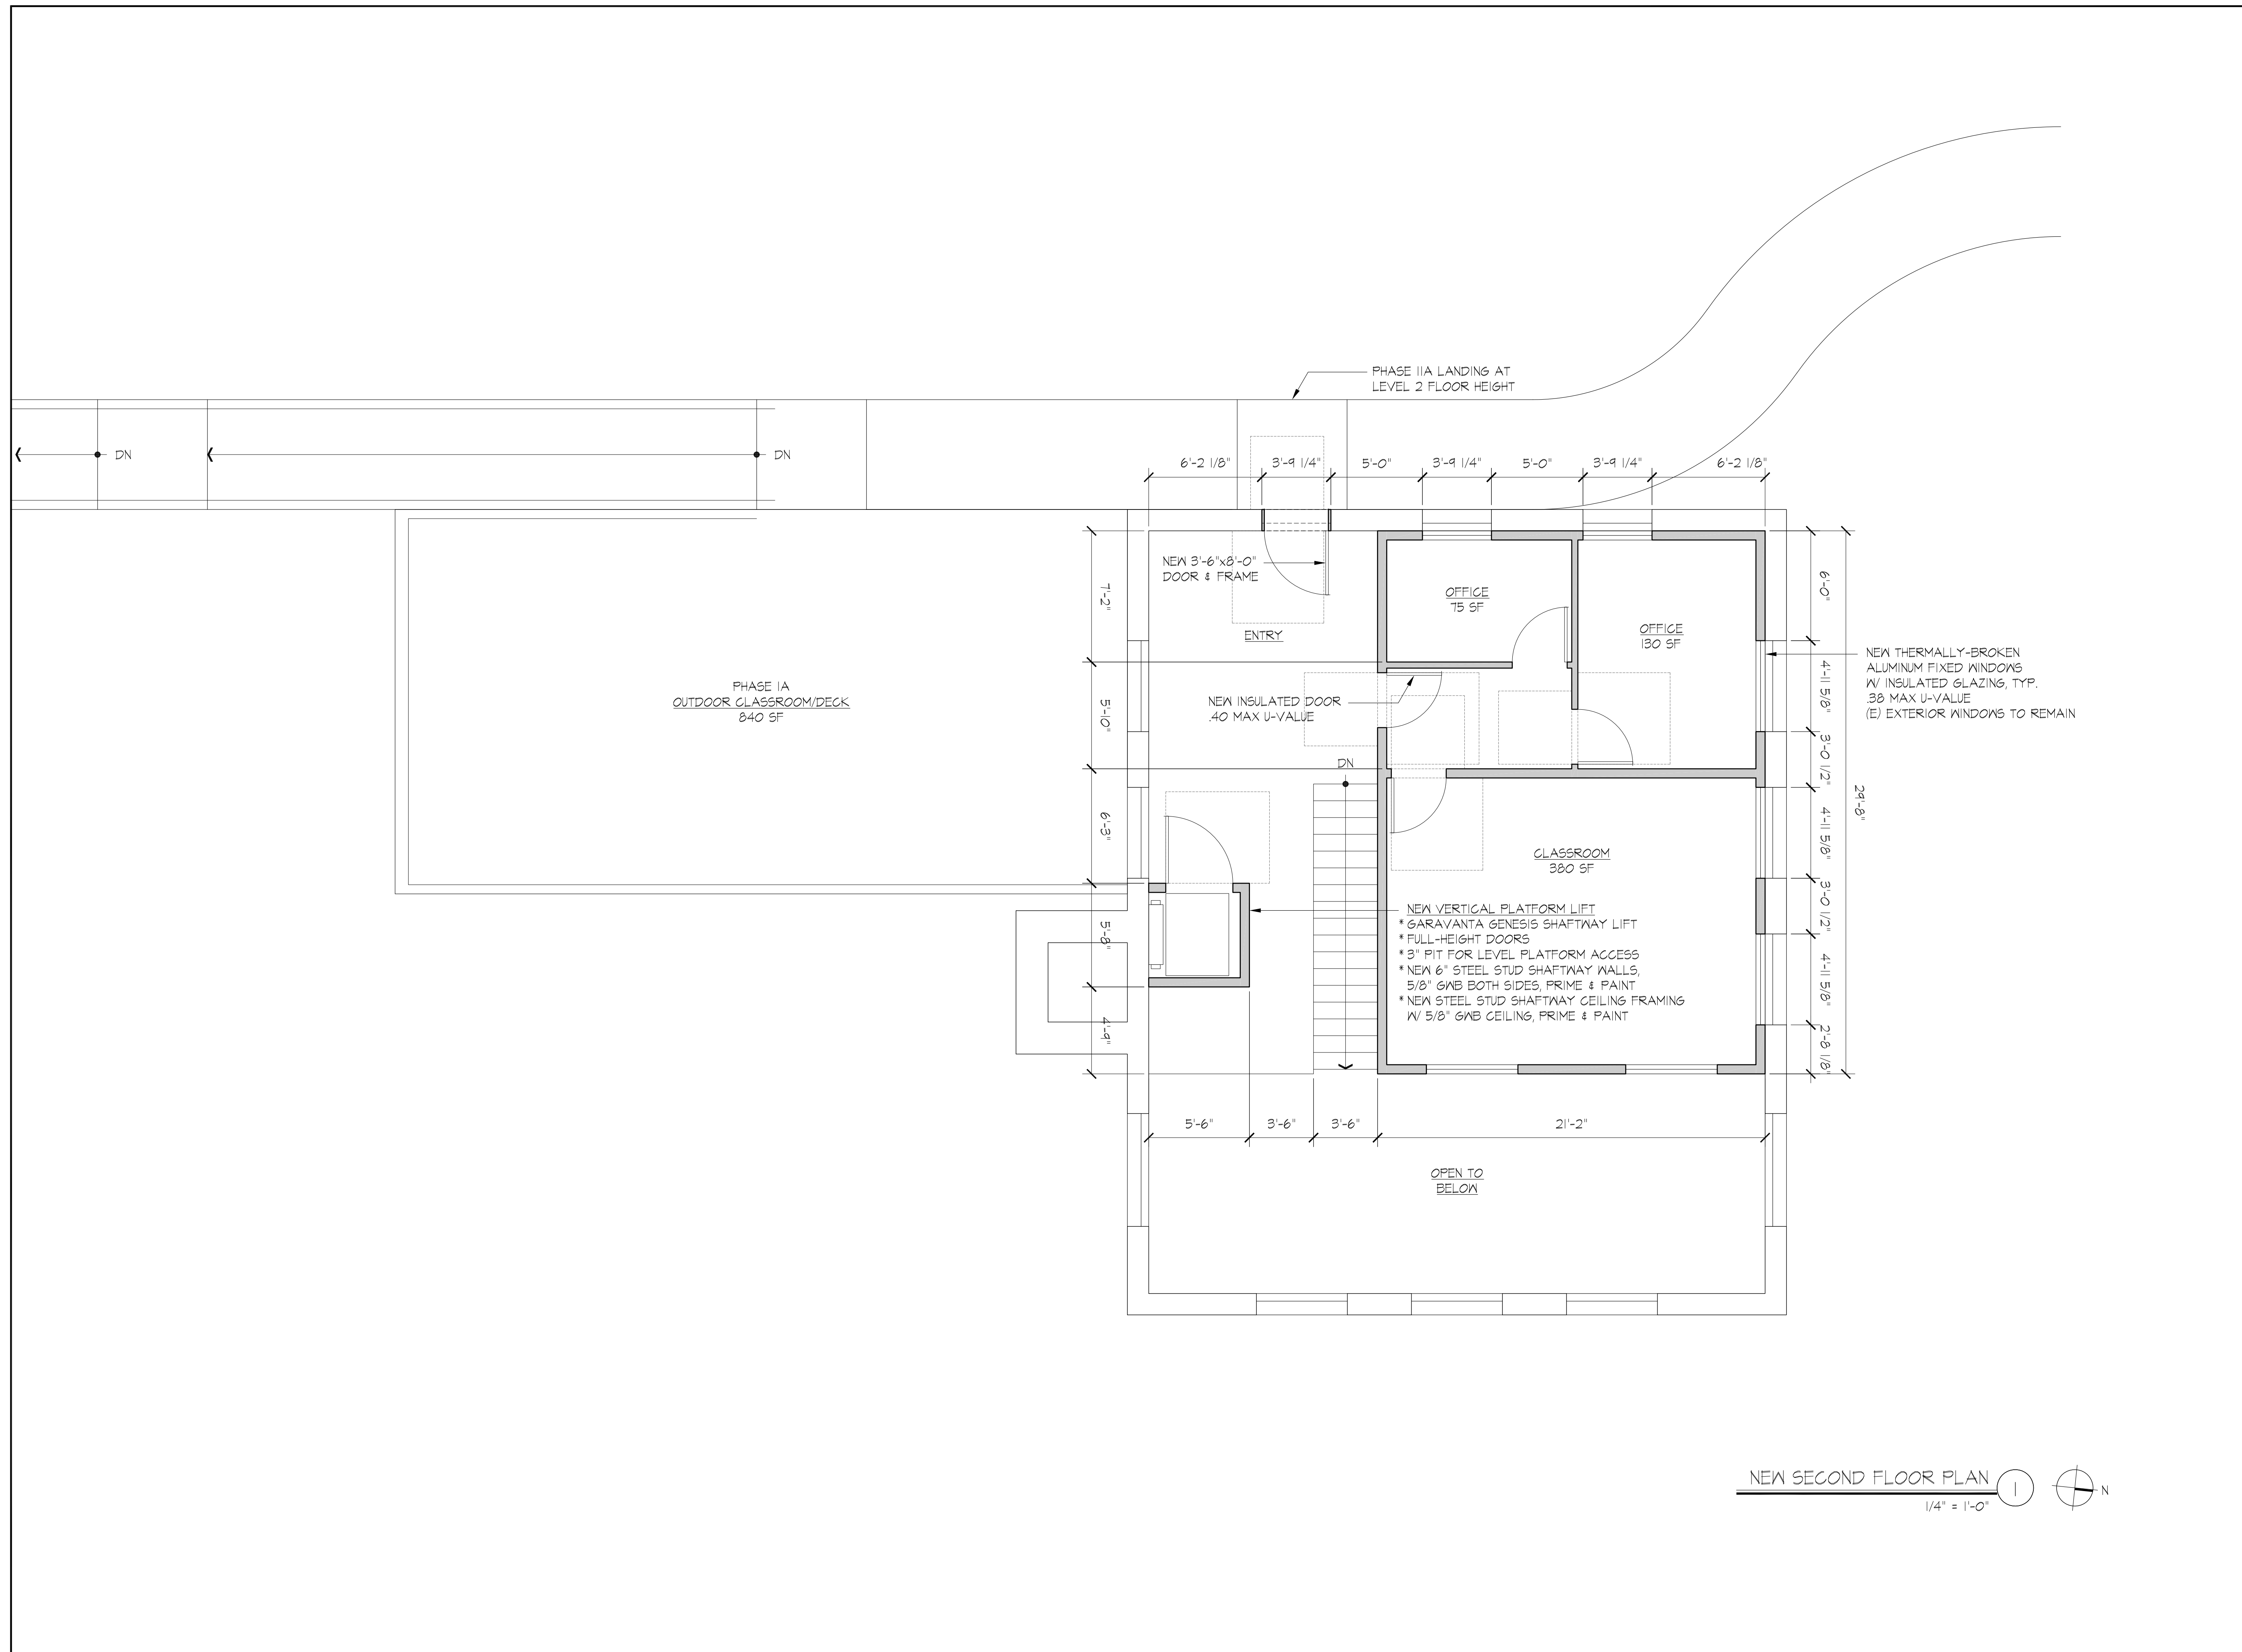 PHASE IIA LANDING AT
LEVEL 2 FLOOR HEIGHT
DN
DN
6'-2 1/8"
3'-9 1/4"
5'-0"
3'-9 1/4"
5'-0"
3'-9 1/4"
6'-2 1/8"
NEW 3'-6"x8'-0"
DOOR & FRAME
ENTRY
7'-2"
5'-10"
6'-3"
5'-8"
4'-9"
OFFICE
75 SF
OFFICE
130 SF
6'-0"
4'-11 5/8"
3'-0 1/2"
4'-11 5/8"
3'-0 1/2"
4'-11 5/8"
2'-8 1/8"
29'-8"
NEW THERMALLY-BROKEN
ALUMINUM FIXED WINDOWS
W/ INSULATED GLAZING, TYP.
.38 MAX U-VALUE
(E) EXTERIOR WINDOWS TO REMAIN
PHASE IA
OUTDOOR CLASSROOM/DECK
840 SF
NEW INSULATED DOOR
.40 MAX U-VALUE
DN
CLASSROOM
380 SF
NEW VERTICAL PLATFORM LIFT
* GARAVANTA GENESIS SHAFTWAY LIFT
* FULL-HEIGHT DOORS
* 3" PIT FOR LEVEL PLATFORM ACCESS
* NEW 6" STEEL STUD SHAFTWAY WALLS,
5/8" GWB BOTH SIDES, PRIME & PAINT
* NEW STEEL STUD SHAFTWAY CEILING FRAMING
W/ 5/8" GWB CEILING, PRIME & PAINT
5'-6"
3'-6"
3'-6"
21'-2"
OPEN TO
BELOW
NEW SECOND FLOOR PLAN
1
N
1/4" = 1'-0"